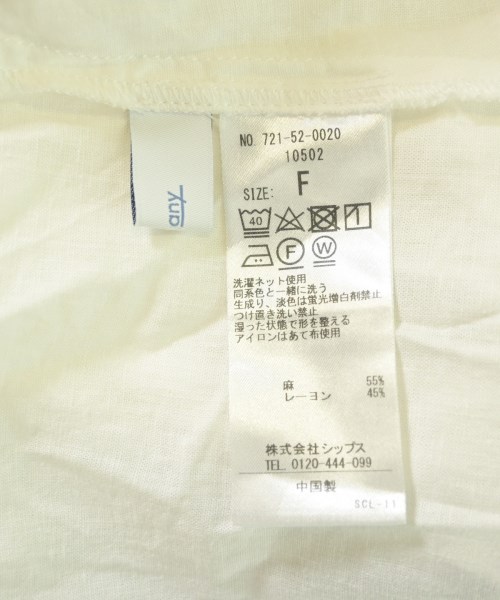 NO. 721-52-0020
10502
SIZE: F
40
F W
洗濯ネット使用
同系色と一緒に洗う
生成り、淡色は蛍光増白剤禁止
つけ置き洗い禁止
湿った状態で形を整える
アイロンはあて布使用
麻 55%
レーヨン 45%
株式会社シップス
TEL. 0120-444-099
中国製
SCL-11
any